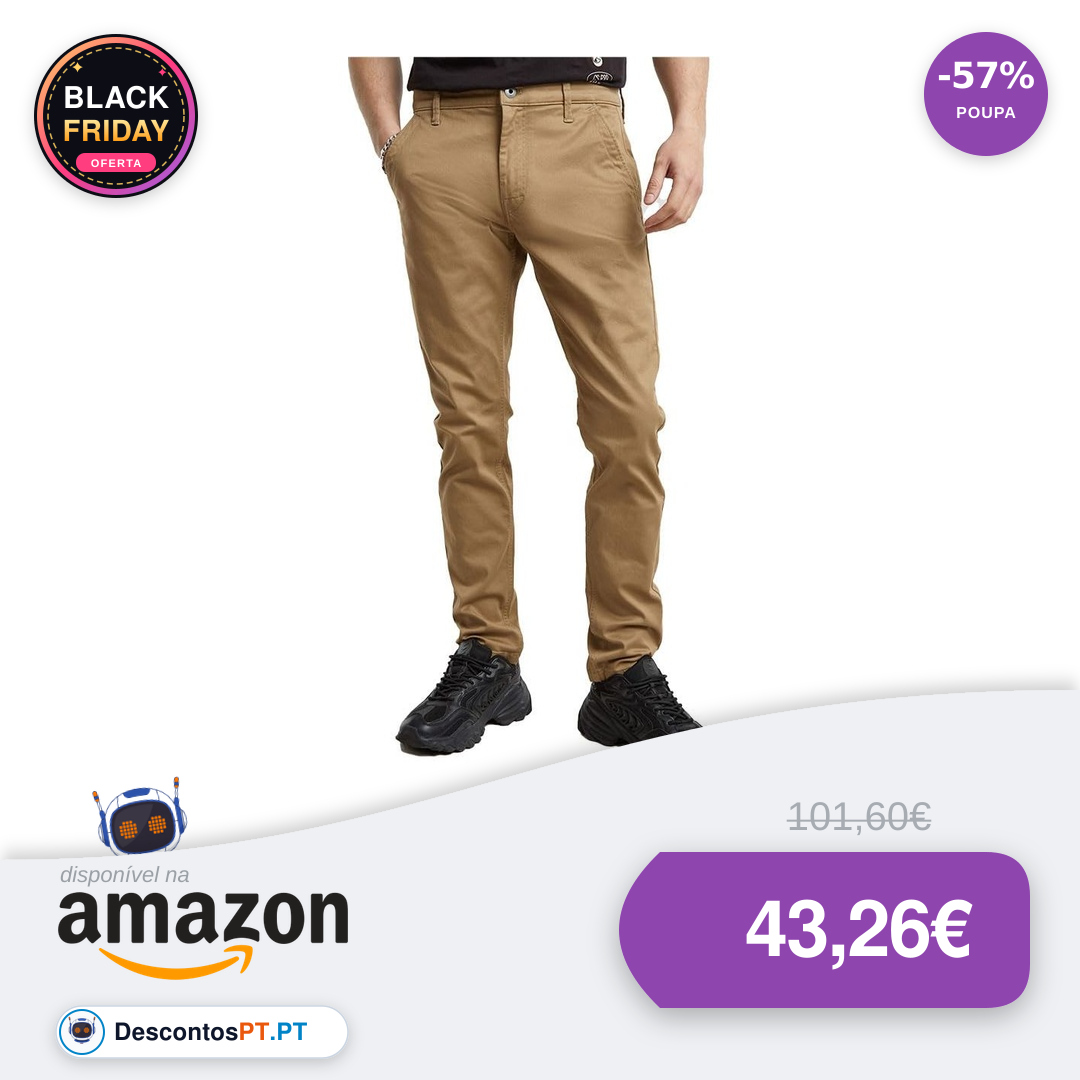 BLACK
FRIDAY
OFERTA
-57%
POUPA
101,60€
43,26€
disponível na
amazon
DescontosPT.PT